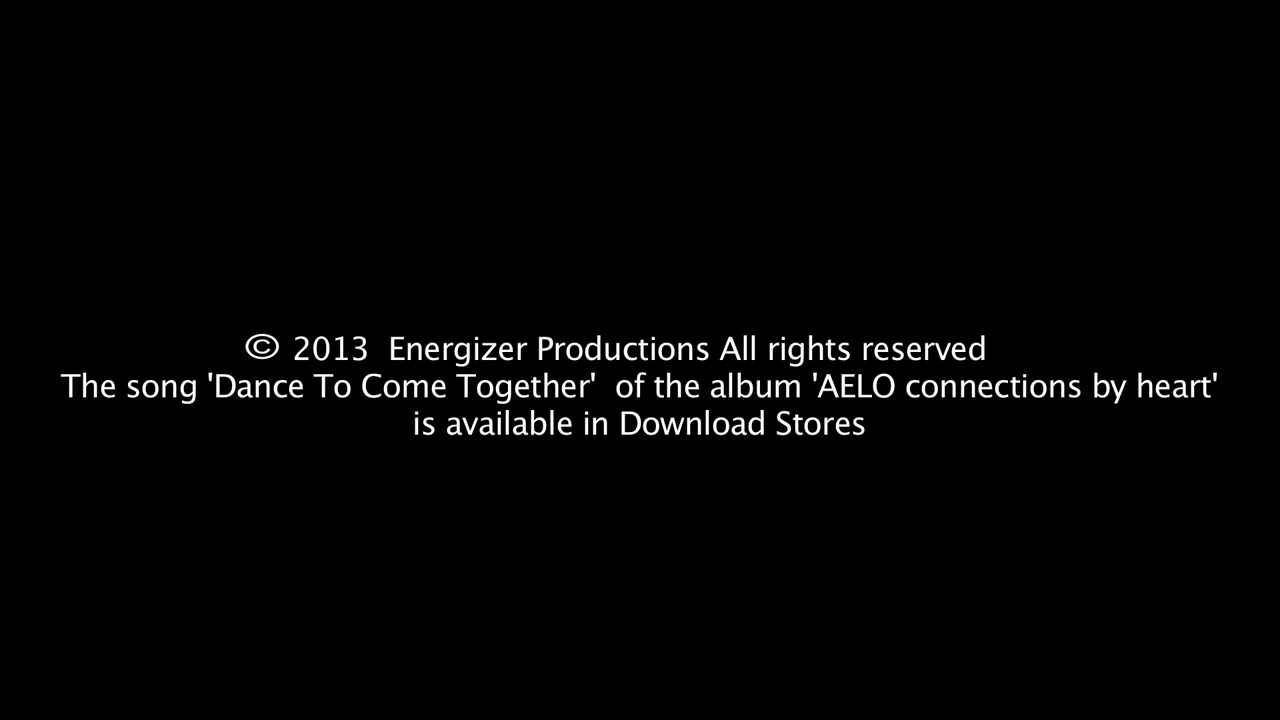 © 2013  Energizer Productions All rights reserved
The song 'Dance To Come Together'  of the album 'AELO connections by heart'
is available in Download Stores